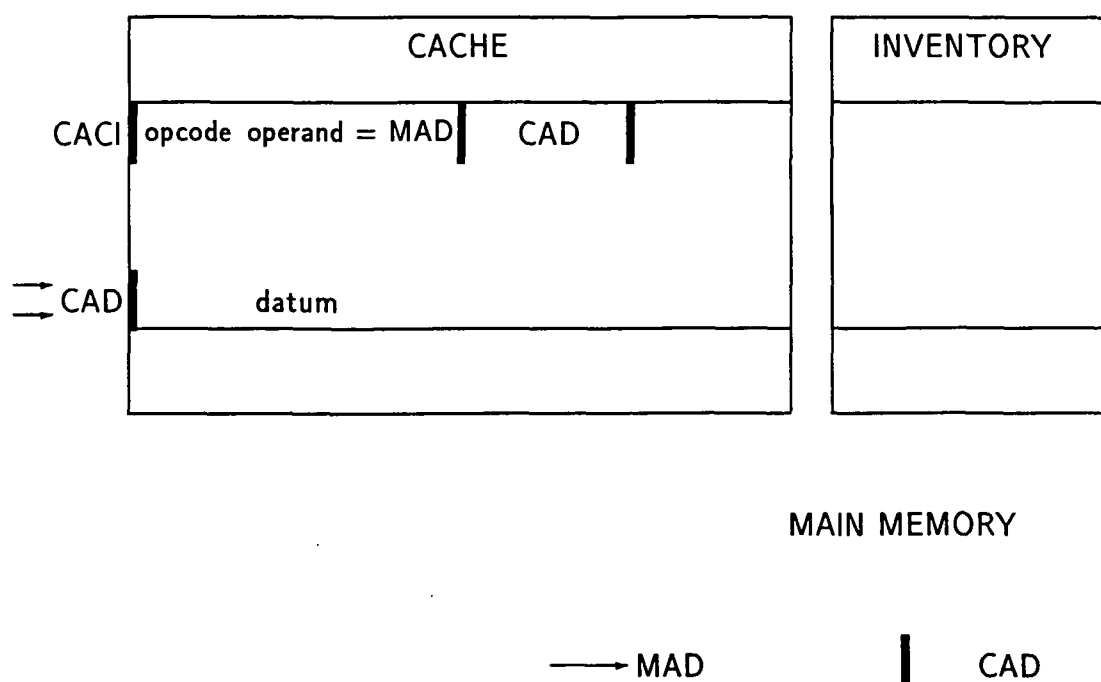 CACHE INVENTORY
CACI opcode operand = MAD CAD
CAD datum
MAIN MEMORY
MAD CAD